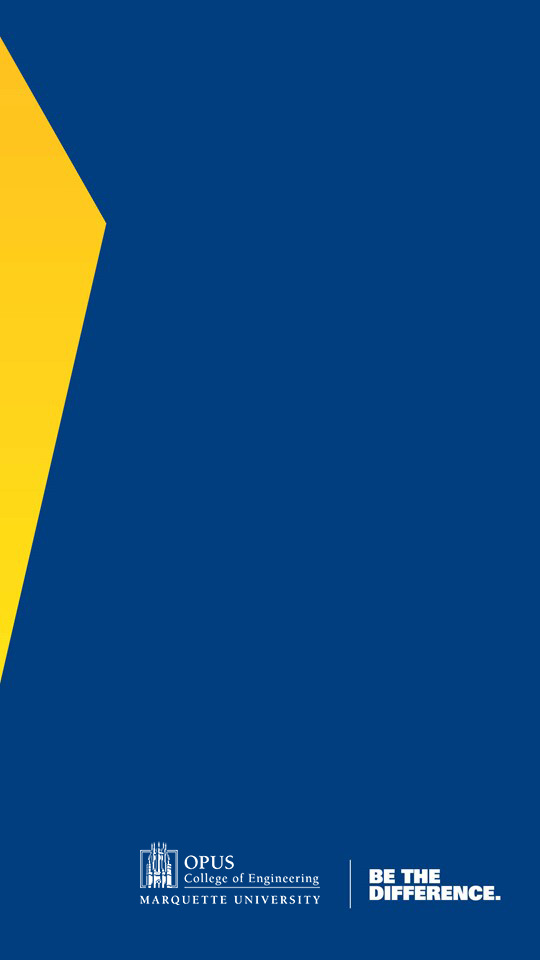 OPUS
College of Engineering
MARQUETTE UNIVERSITY
BE THE
DIFFERENCE.